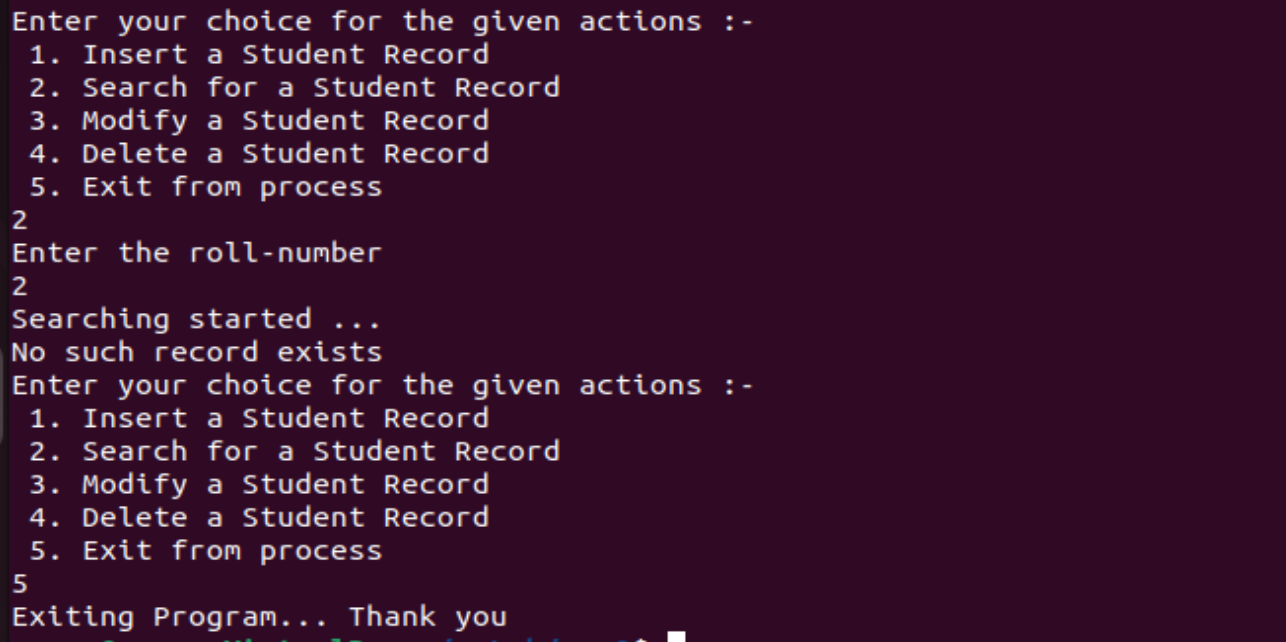 Enter your choice for the given actions :-
1. Insert a Student Record
2. Search for a Student Record
3. Modify a Student Record
4. Delete a Student Record
5. Exit from process
2
Enter the roll-number
2
Searching started ...
No such record exists
Enter your choice for the given actions :-
1. Insert a Student Record
2. Search for a Student Record
3. Modify a Student Record
4. Delete a Student Record
5. Exit from process
5
Exiting Program... Thank you